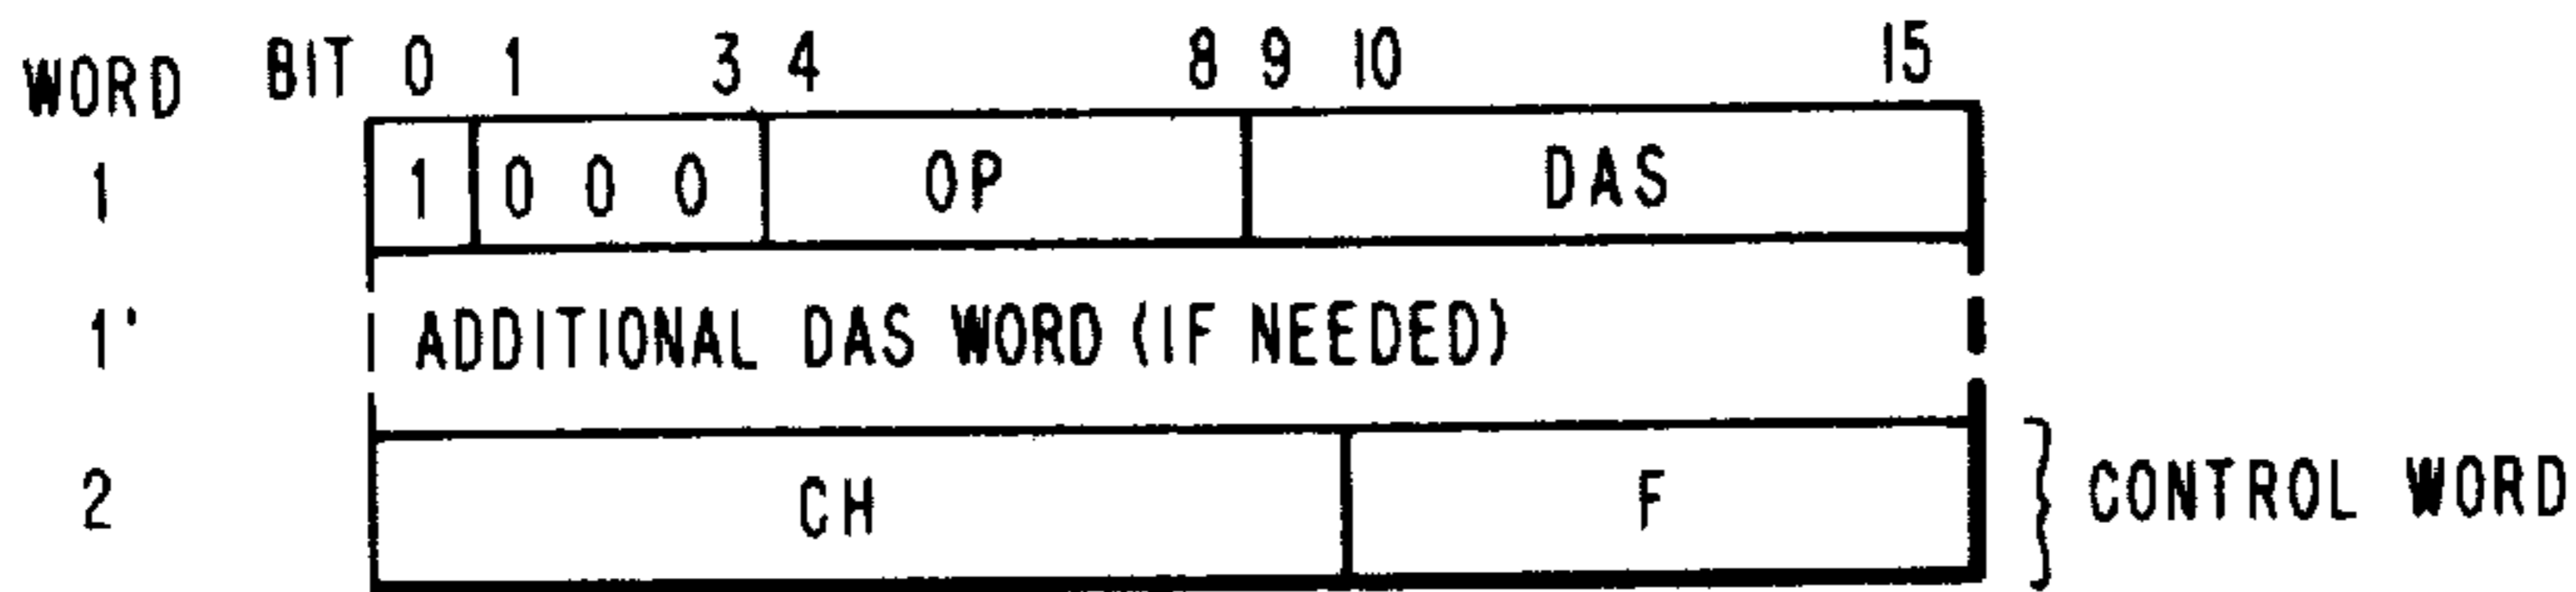 WORD BIT 0 1 3 4 8 9 10 15
1 1 0 0 0 OP DAS
1' ADDITIONAL DAS WORD (IF NEEDED)
2 CH F CONTROL WORD